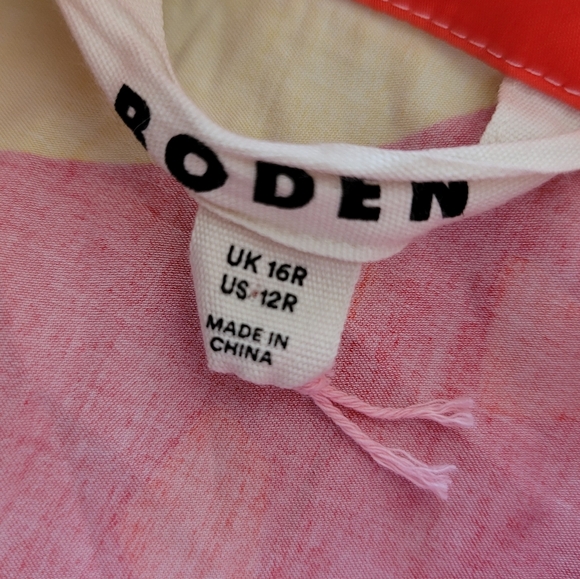 BODEN
UK 16R
US 12R
MADE IN
CHINA